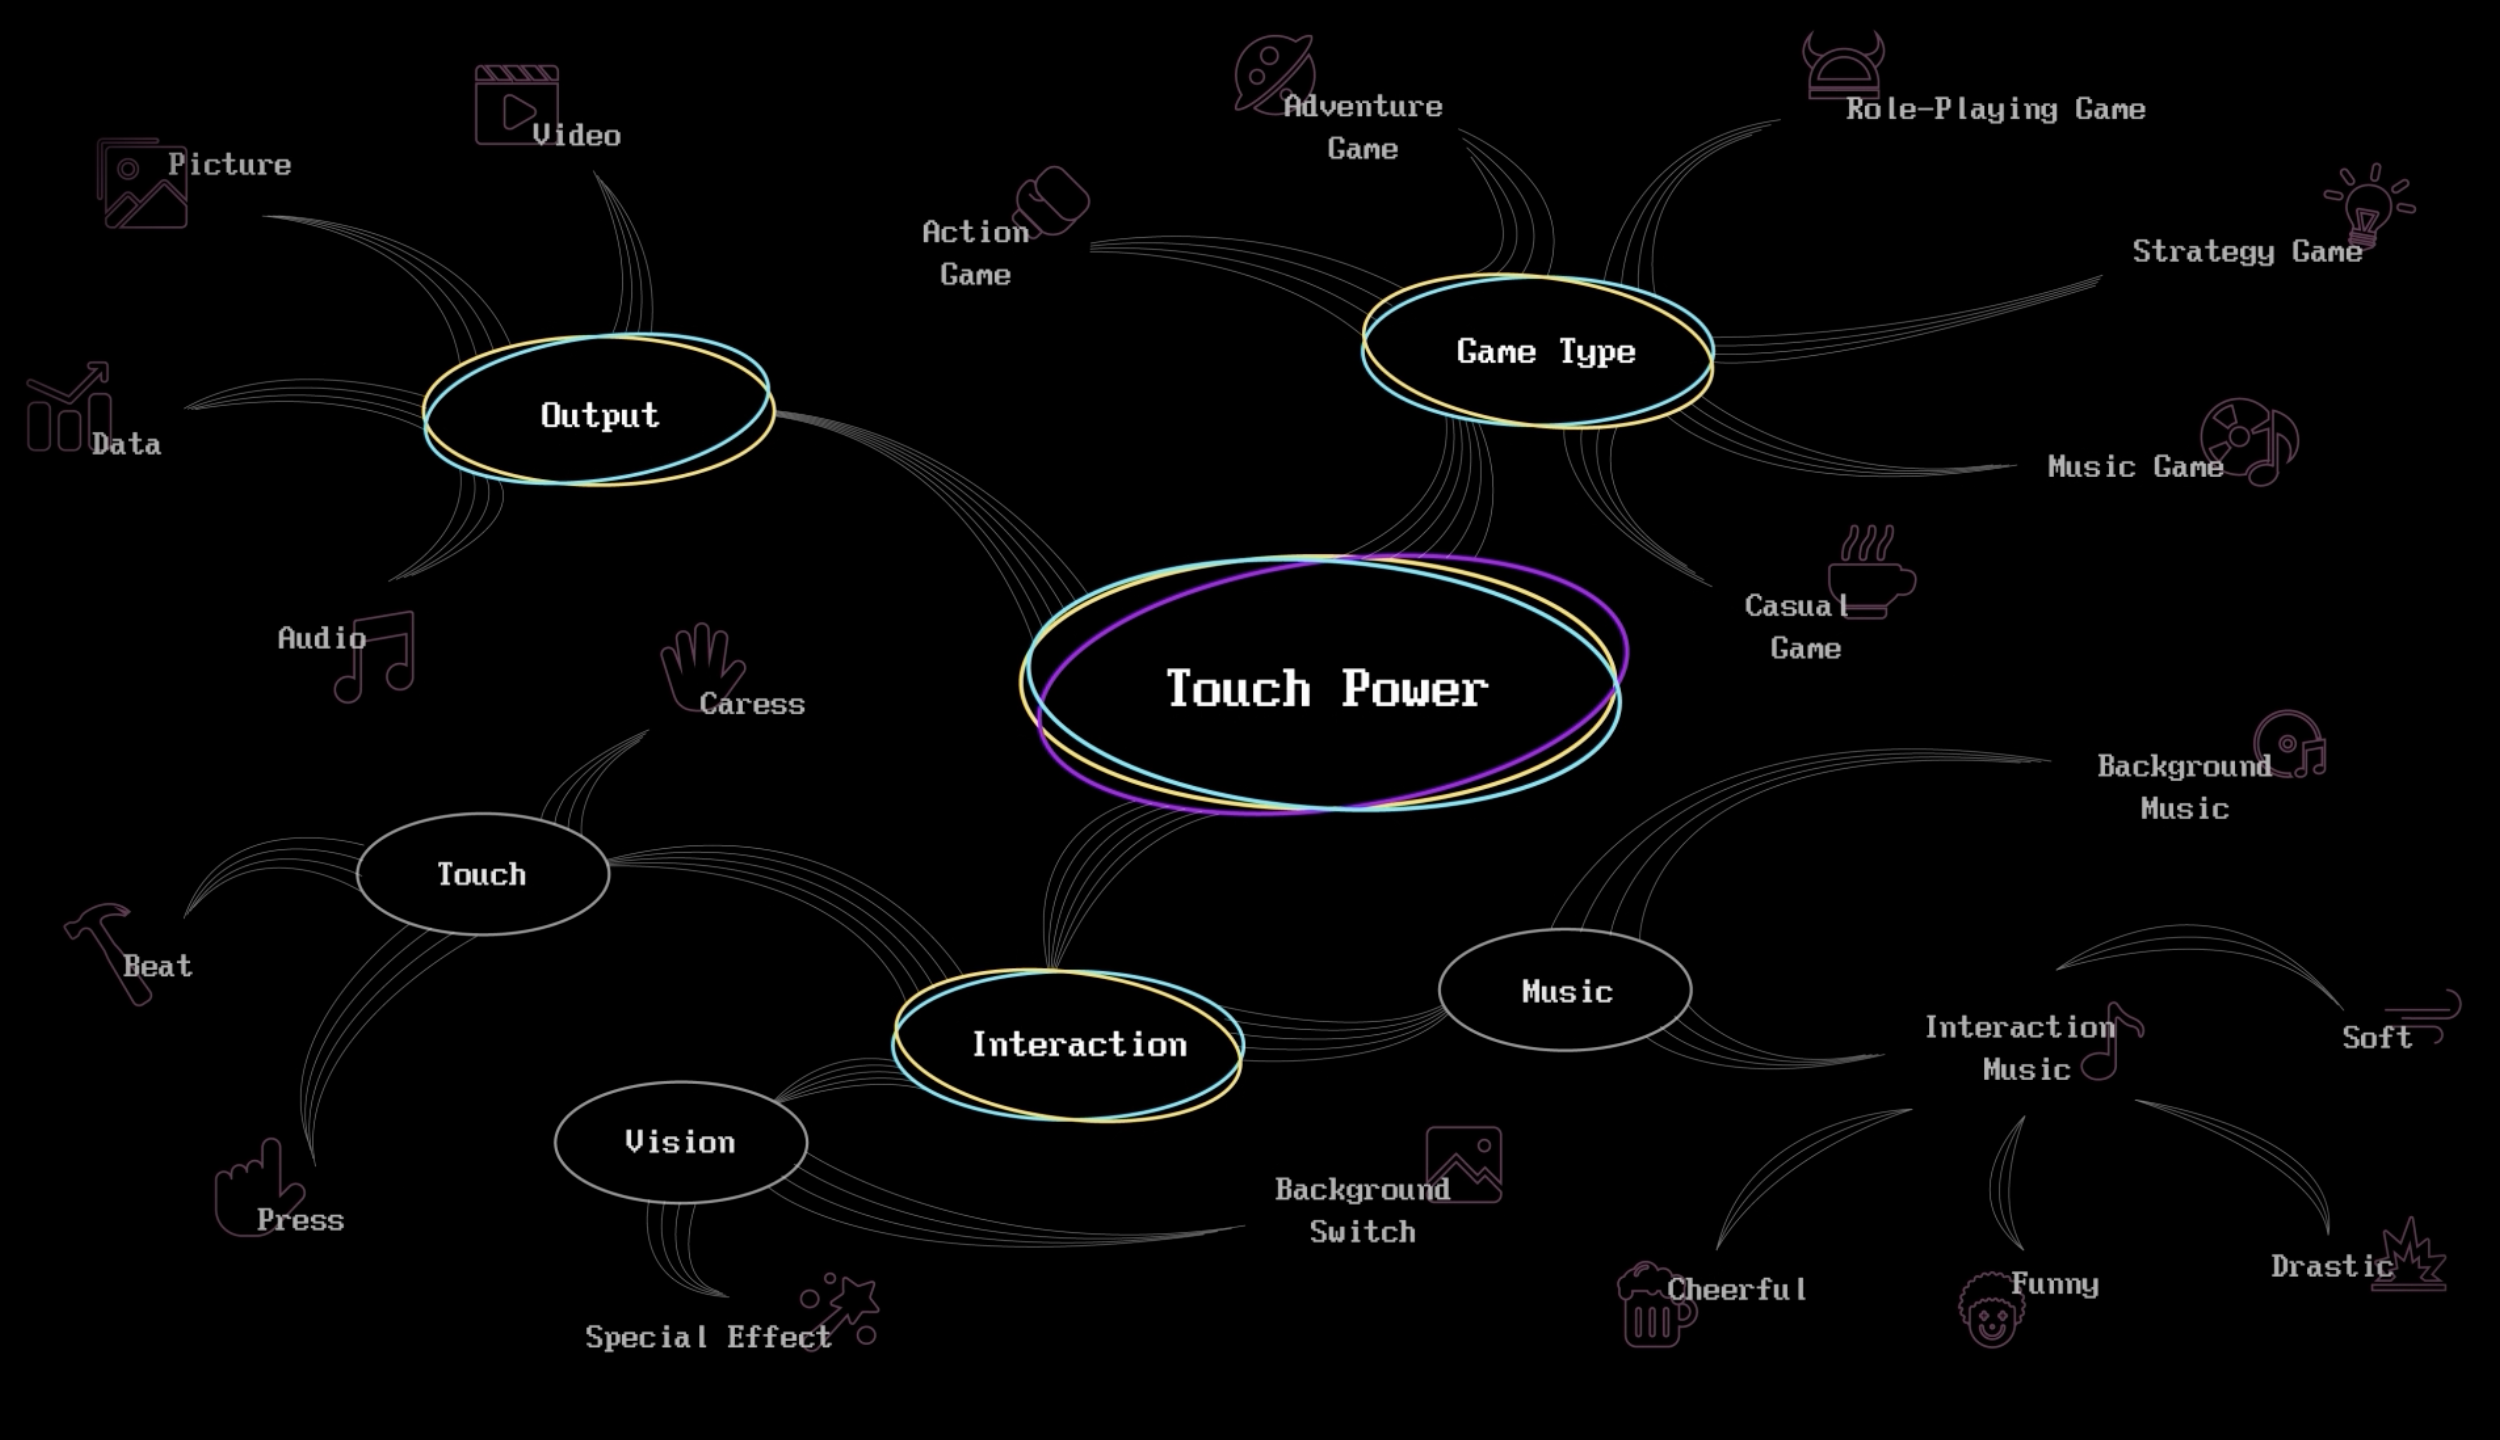 Video
Picture
Data
Output
Audio
Adventure
Game
Role-Playing Game
Action
Game
Strategy Game
Game Type
Music Game
Casual
Game
Touch Power
Caress
Touch
Beat
Press
Interaction
Vision
Background
Switch
Special Effect
Music
Background
Music
Interaction
Music
Soft
Cheerful
Funny
Drastic